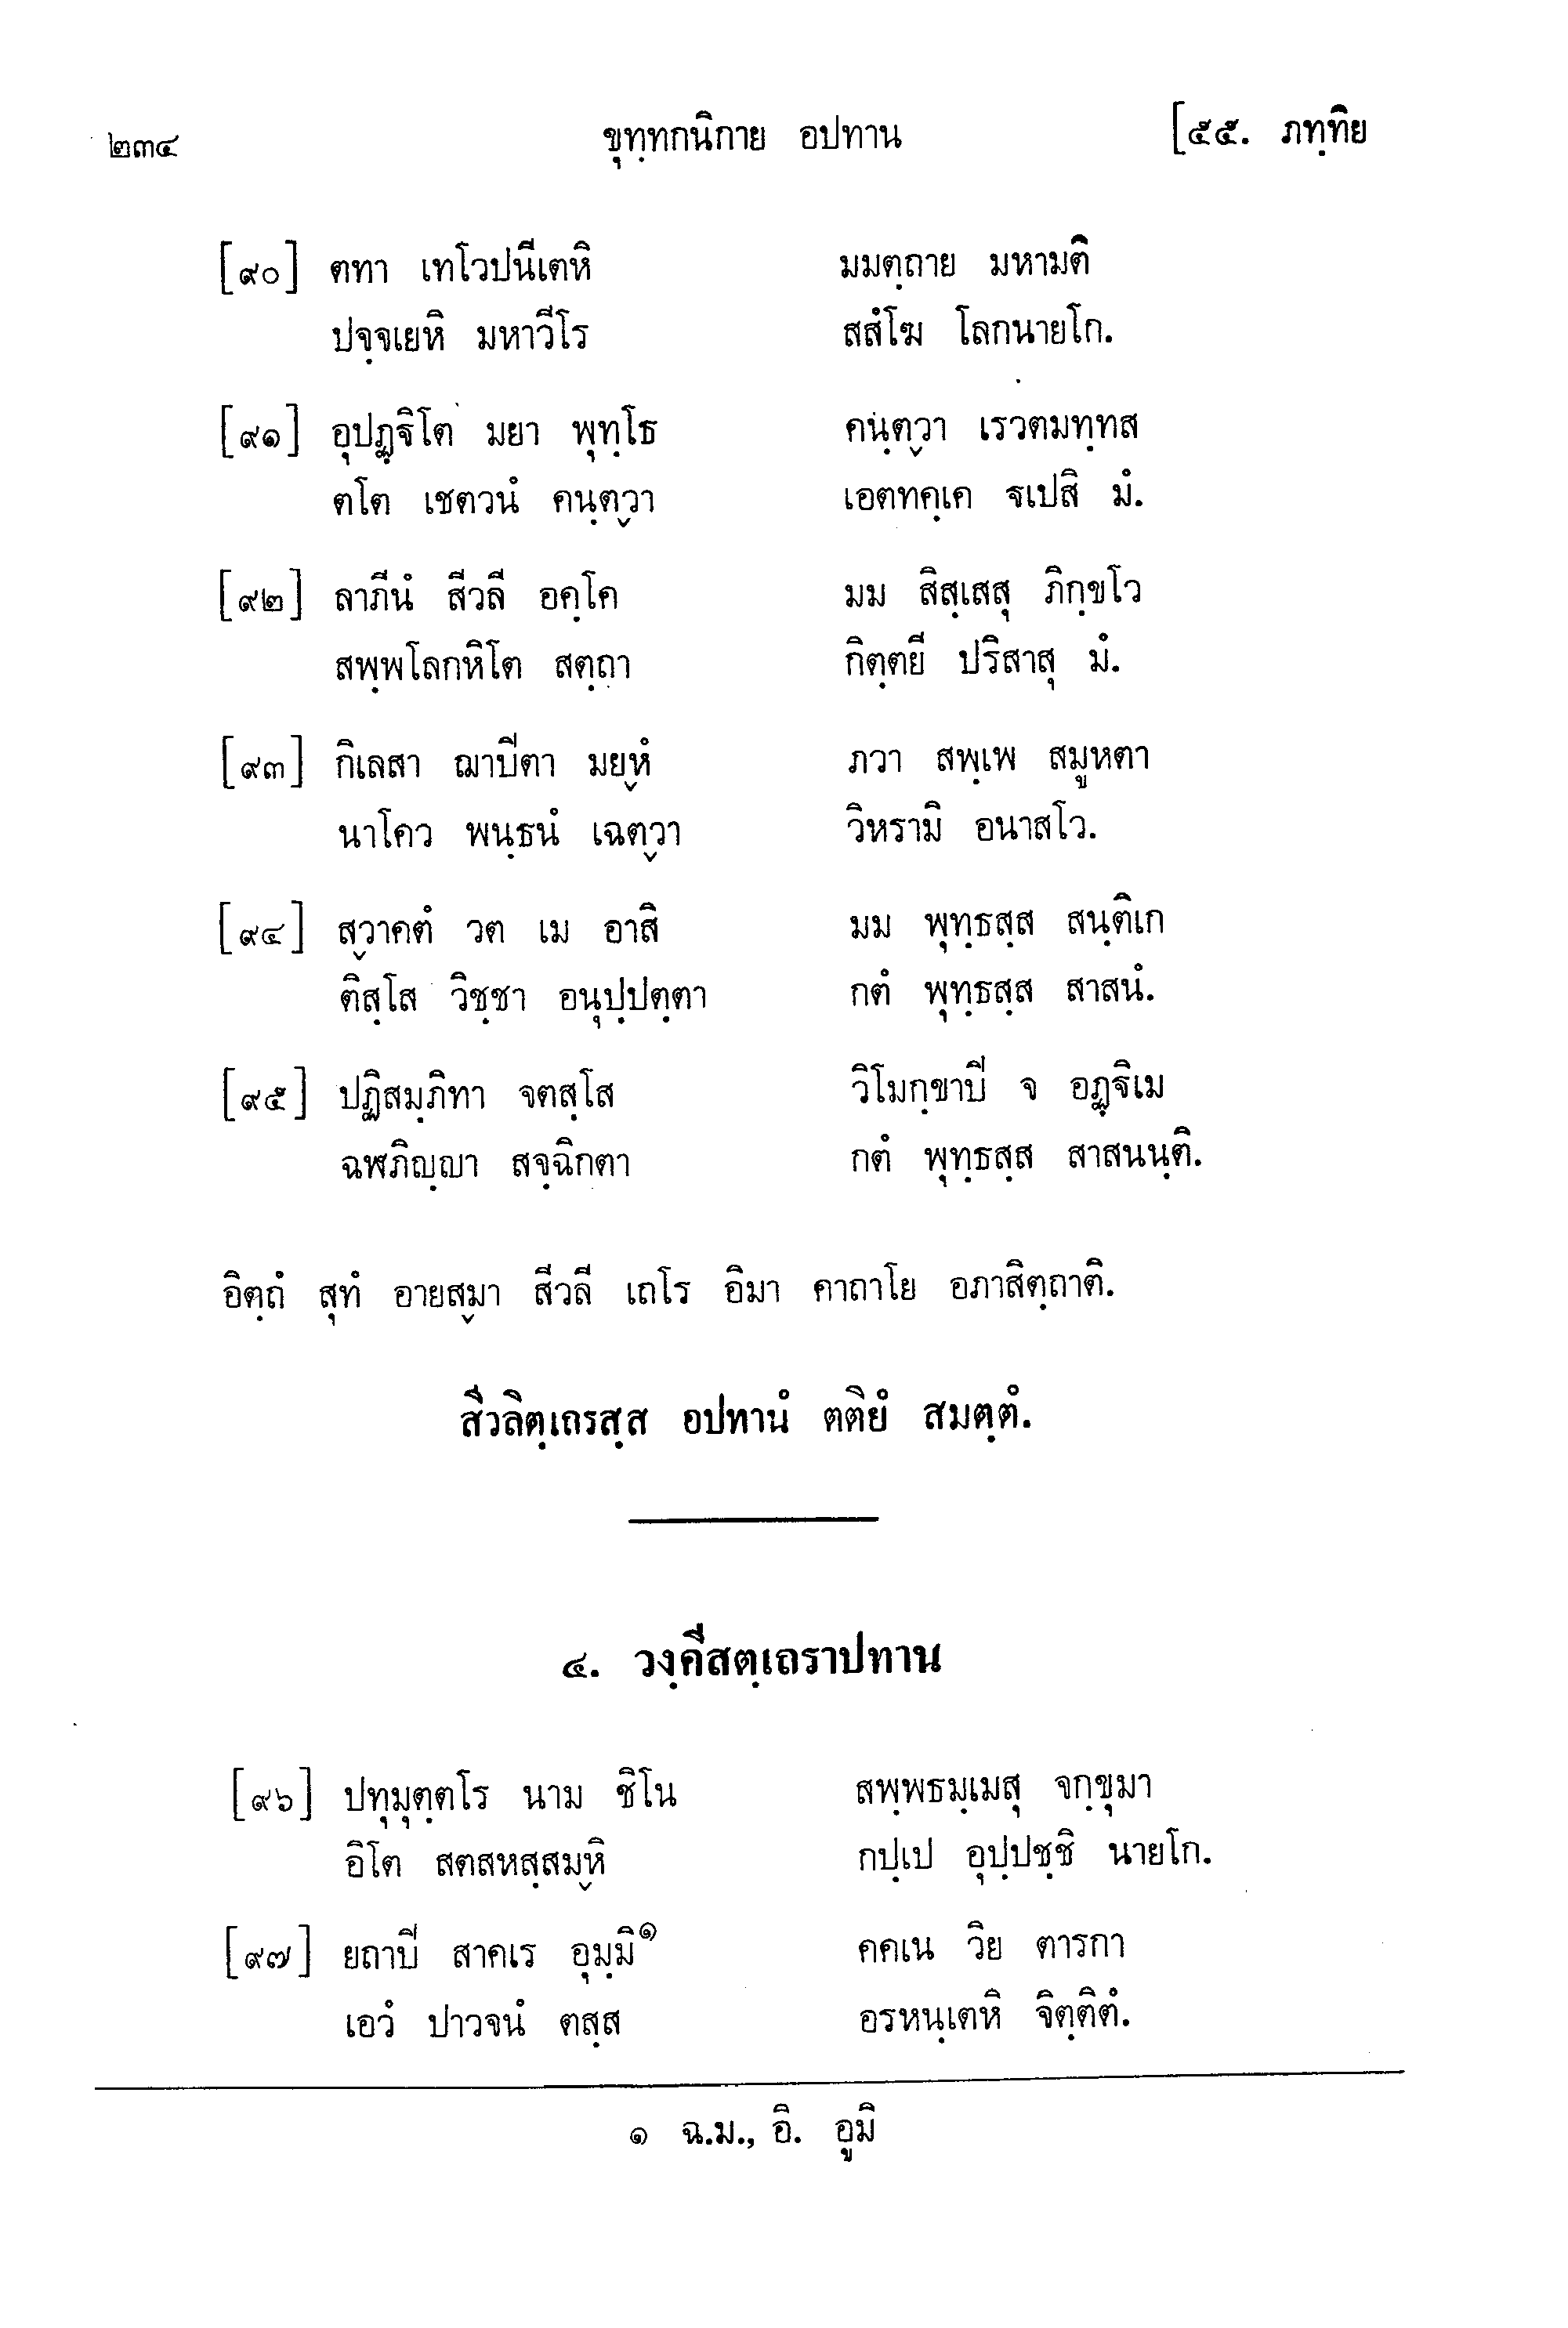 ๒๓๔ ขุทฺทกนิกาย อปทาน [๕๕. ภทฺทิย
[๙๐] ตทา เทโวปนีเตหิ มมตฺถาย มหามติ
ปจฺจเยหิ มหาวีโร สสํโฆ โลกนายโก.
[๙๑] อุปฏฺฐิโต มยา พุทฺโธ คนฺตฺวา เรวตมทฺทส
ตโต เชตวนํ คนฺตฺวา เอตทคฺเค ฐเปสิ มํ.
[๙๒] ลาภีนํ สีวลี อคฺโค มม สิสฺเสสุ ภิกฺขโว
สพฺพโลกหิโต สตฺถา กิตฺตยี ปริสาสุ มํ.
[๙๓] กิเลสา ฌาปีตา มยฺหํ ภวา สพฺเพ สมูหตา
นาโคว พนฺธนํ เฉตฺวา วิหรามิ อนาสโว.
[๙๔] สฺวาคตํ วต เม อาสิ มม พุทฺธสฺส สนฺติเก
ติสฺโส วิชฺชา อนุปฺปตฺตา กตํ พุทฺธสฺส สาสนํ.
[๙๕] ปฏิสมฺภิทา จตสฺโส วิโมกฺขาปิ จ อฏฺฐิเม
ฉฬภิญฺญา สจฺฉิกตา กตํ พุทฺธสฺส สาสนนฺติ.
อิตฺถํ สุทํ อายสฺมา สีวลี เถโร อิมา คาถาโย อภาสิตฺถาติ.
สีวลิตฺเถรสฺส อปทานํ ตติยํ สมตฺตํ.
๔. วงฺคีสตฺเถราปทาน
[๙๖] ปทุมุตฺตโร นาม ชิโน สพฺพธมฺเมสุ จกฺขุมา
อิโต สตสหสฺสมฺหิ กปฺเป อุปฺปชฺชิ นายโก.
[๙๗] ยถาปิ สาคเร อุมฺมิ๑ คคเน วิย ตารกา
เอวํ ปาวจนํ ตสฺส อรหนฺเตหิ จิตฺติตํ.
๑ ฉ.ม., อิ. อูมิ